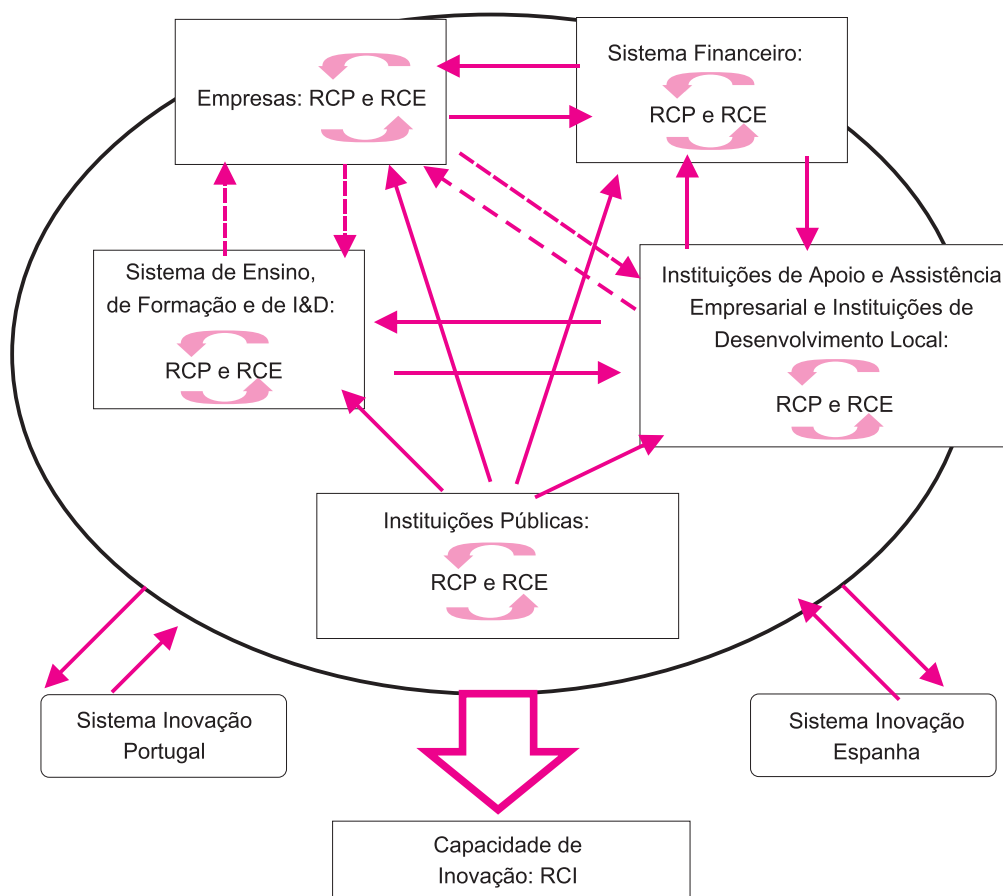 Empresas: RCP e RCE
Sistema Financeiro:
RCP e RCE
Sistema de Ensino,
de Formação e de I&D:
RCP e RCE
Instituições de Apoio e Assistência
Empresarial e Instituições de
Desenvolvimento Local:
RCP e RCE
Instituições Públicas:
RCP e RCE
Sistema Inovação
Portugal
Sistema Inovação
Espanha
Capacidade de
Inovação: RCI